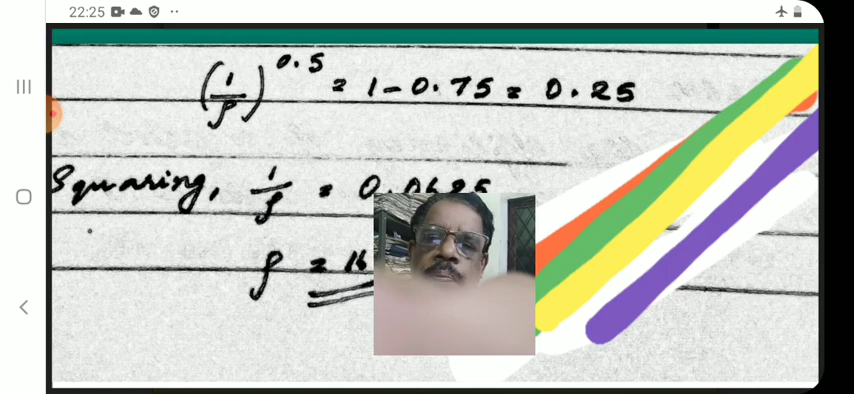 22:25
(1/ρ)^0.5 = 1 - 0.75 = 0.25
Squaring, 1/ρ = 0.0625
ρ = 16